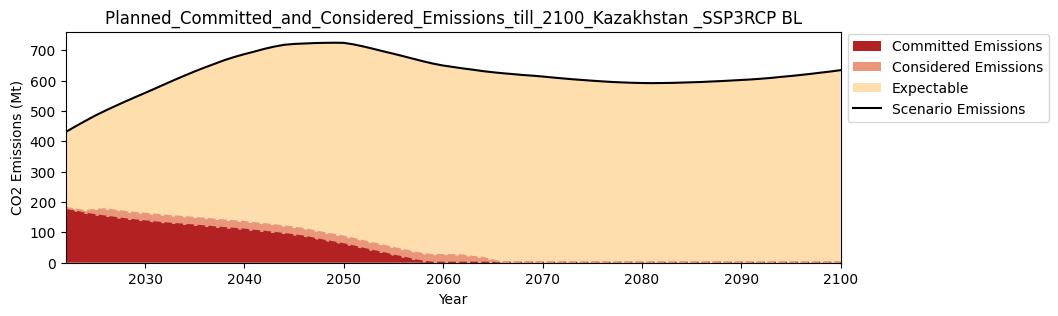 Planned_Committed_and_Considered_Emissions_till_2100_Kazakhstan _SSP3RCP BL
CO2 Emissions (Mt)
700
600
500
400
300
200
100
0
2030 2040 2050 2060 2070 2080 2090 2100
Year
Committed Emissions
Considered Emissions
Expectable
Scenario Emissions